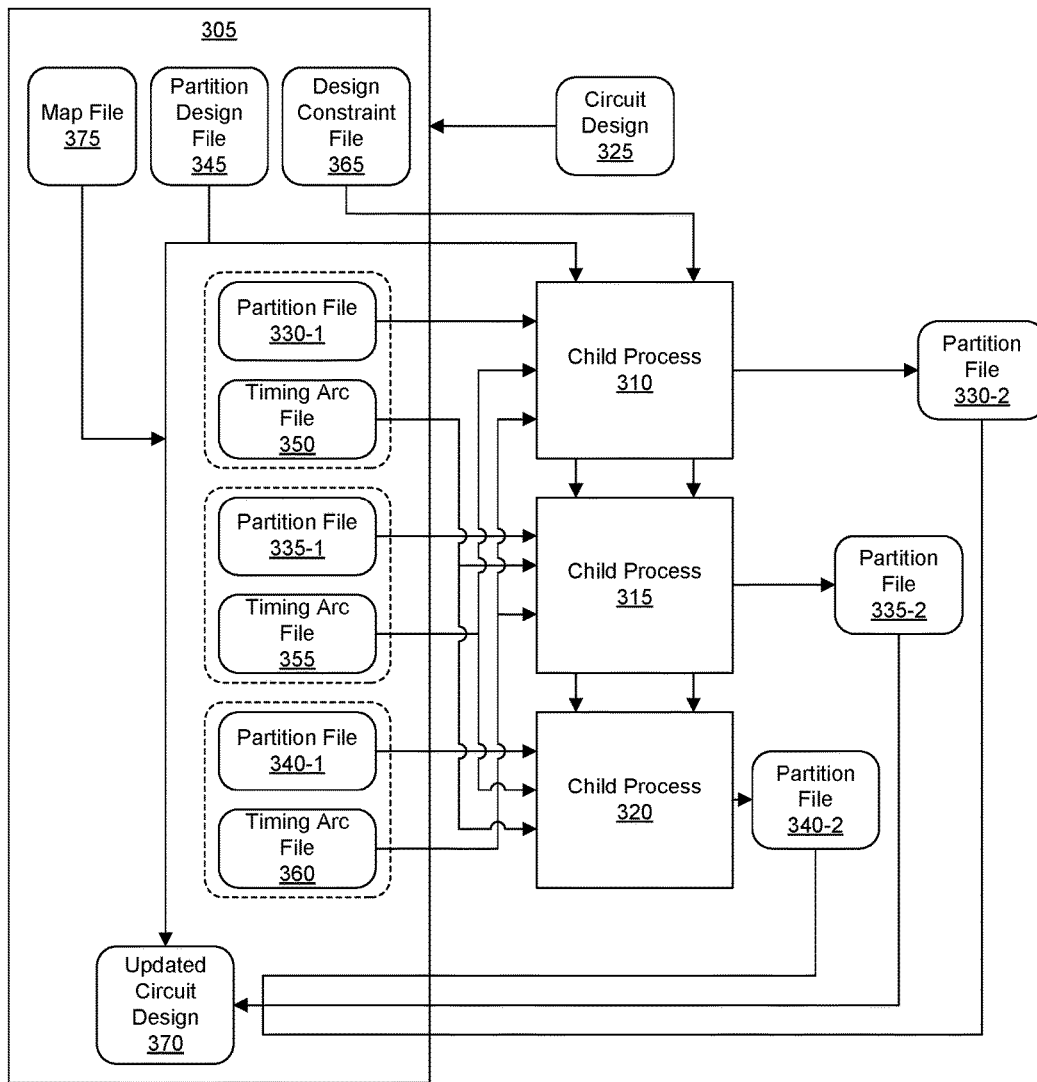 305
Map File
375
Partition
Design
File
345
Design
Constraint
File
365
Circuit
Design
325
Partition File
330-1
Timing Arc
File
350
Child Process
310
Partition
File
330-2
Partition File
335-1
Timing Arc
File
355
Child Process
315
Partition
File
335-2
Partition File
340-1
Timing Arc
File
360
Child Process
320
Partition
File
340-2
Updated
Circuit
Design
370